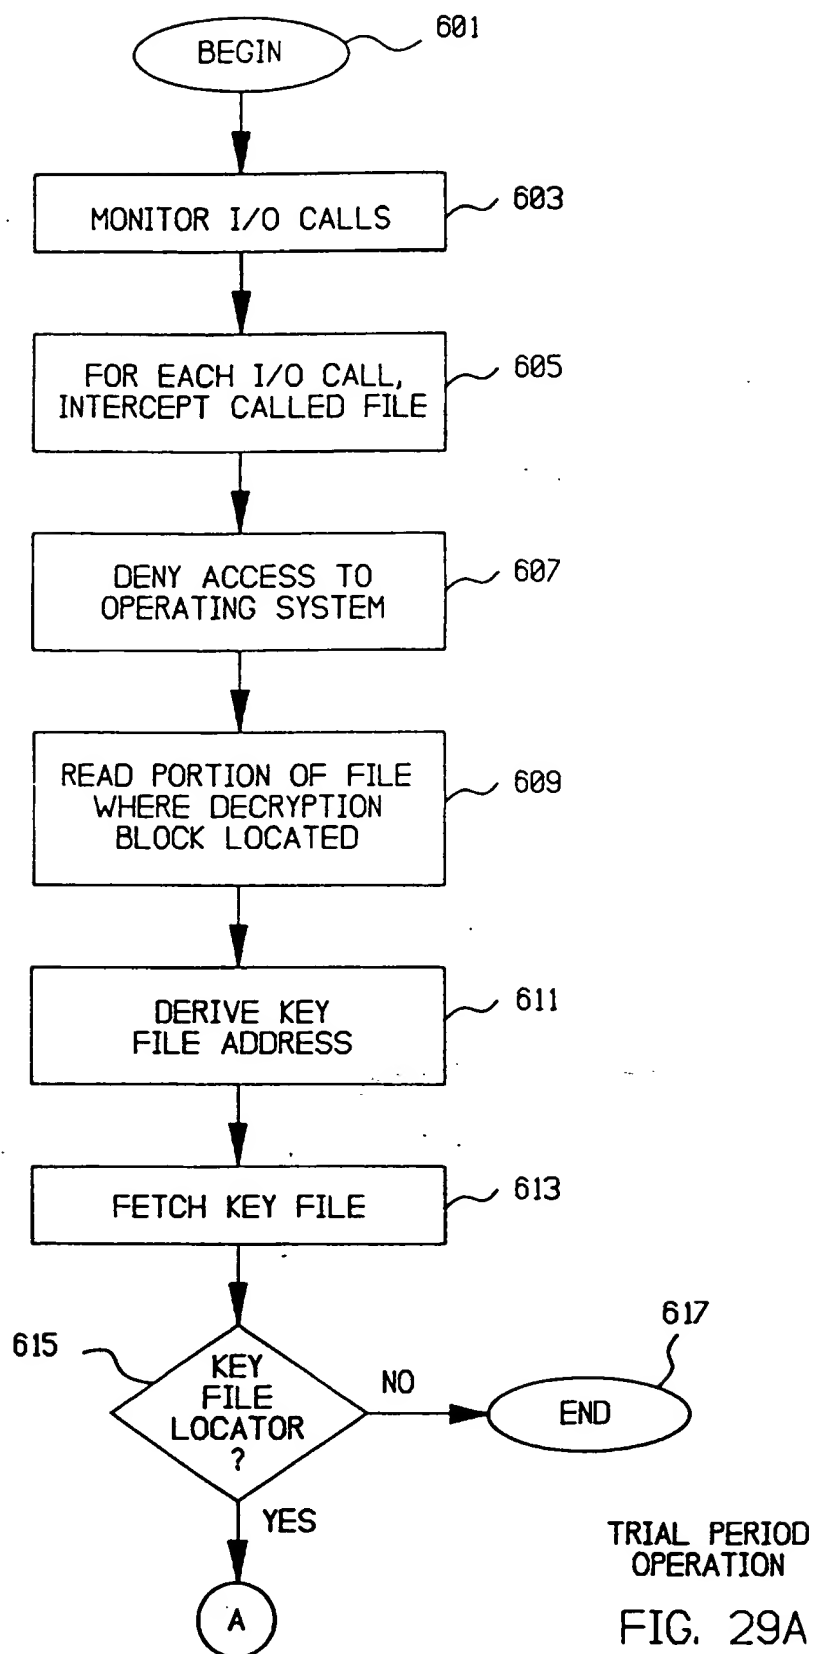 BEGIN
601
MONITOR I/O CALLS
603
FOR EACH I/O CALL,
INTERCEPT CALLED FILE
605
DENY ACCESS TO
OPERATING SYSTEM
607
READ PORTION OF FILE
WHERE DECRYPTION
BLOCK LOCATED
609
DERIVE KEY
FILE ADDRESS
611
FETCH KEY FILE
613
615
KEY
FILE
LOCATOR
?
NO
617
END
YES
A
TRIAL PERIOD
OPERATION
FIG. 29A